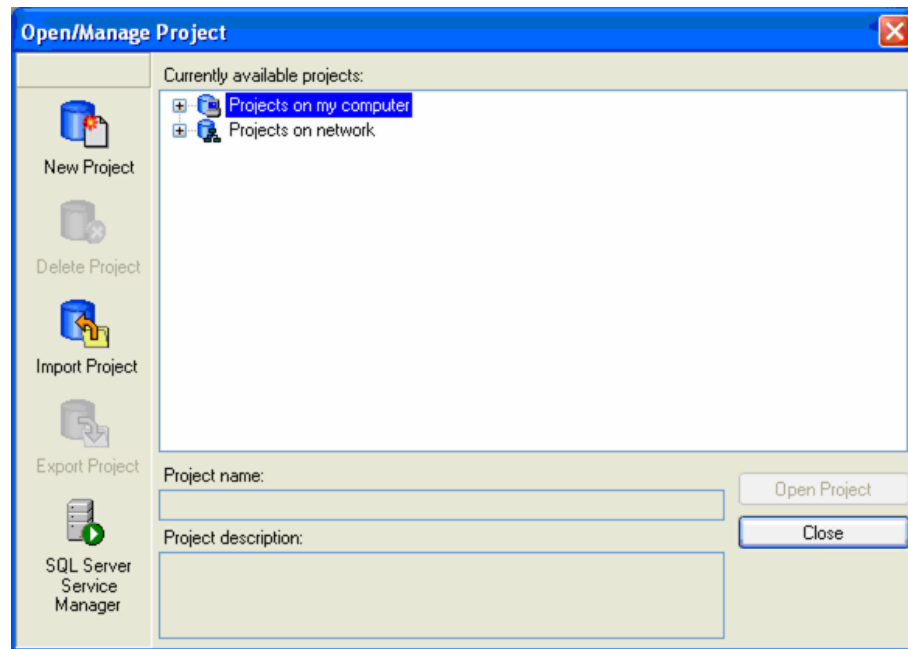 Open/Manage Project
Currently available projects:
Projects on my computer
Projects on network
New Project
Delete Project
Import Project
Export Project
SQL Server
Service
Manager
Project name:
Open Project
Close
Project description: